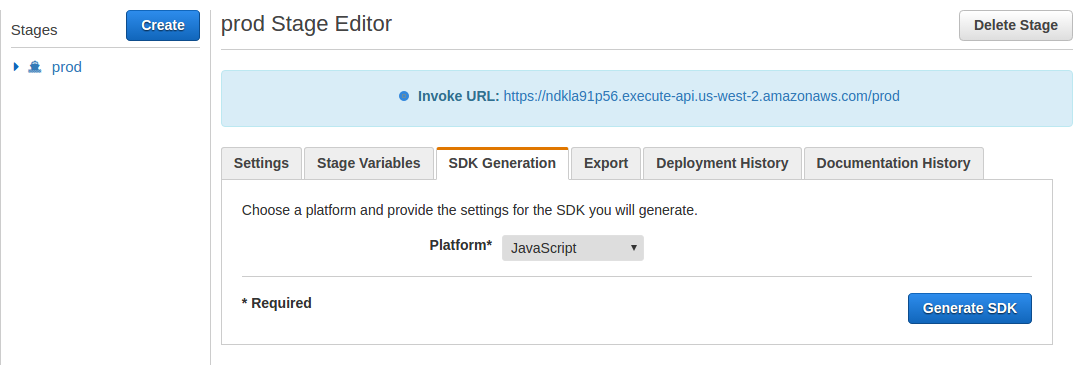 Stages
Create
prod
prod Stage Editor
Delete Stage
Invoke URL: https://ndkla91p56.execute-api.us-west-2.amazonaws.com/prod
Settings
Stage Variables
SDK Generation
Export
Deployment History
Documentation History
Choose a platform and provide the settings for the SDK you will generate.
Platform*
JavaScript
* Required
Generate SDK